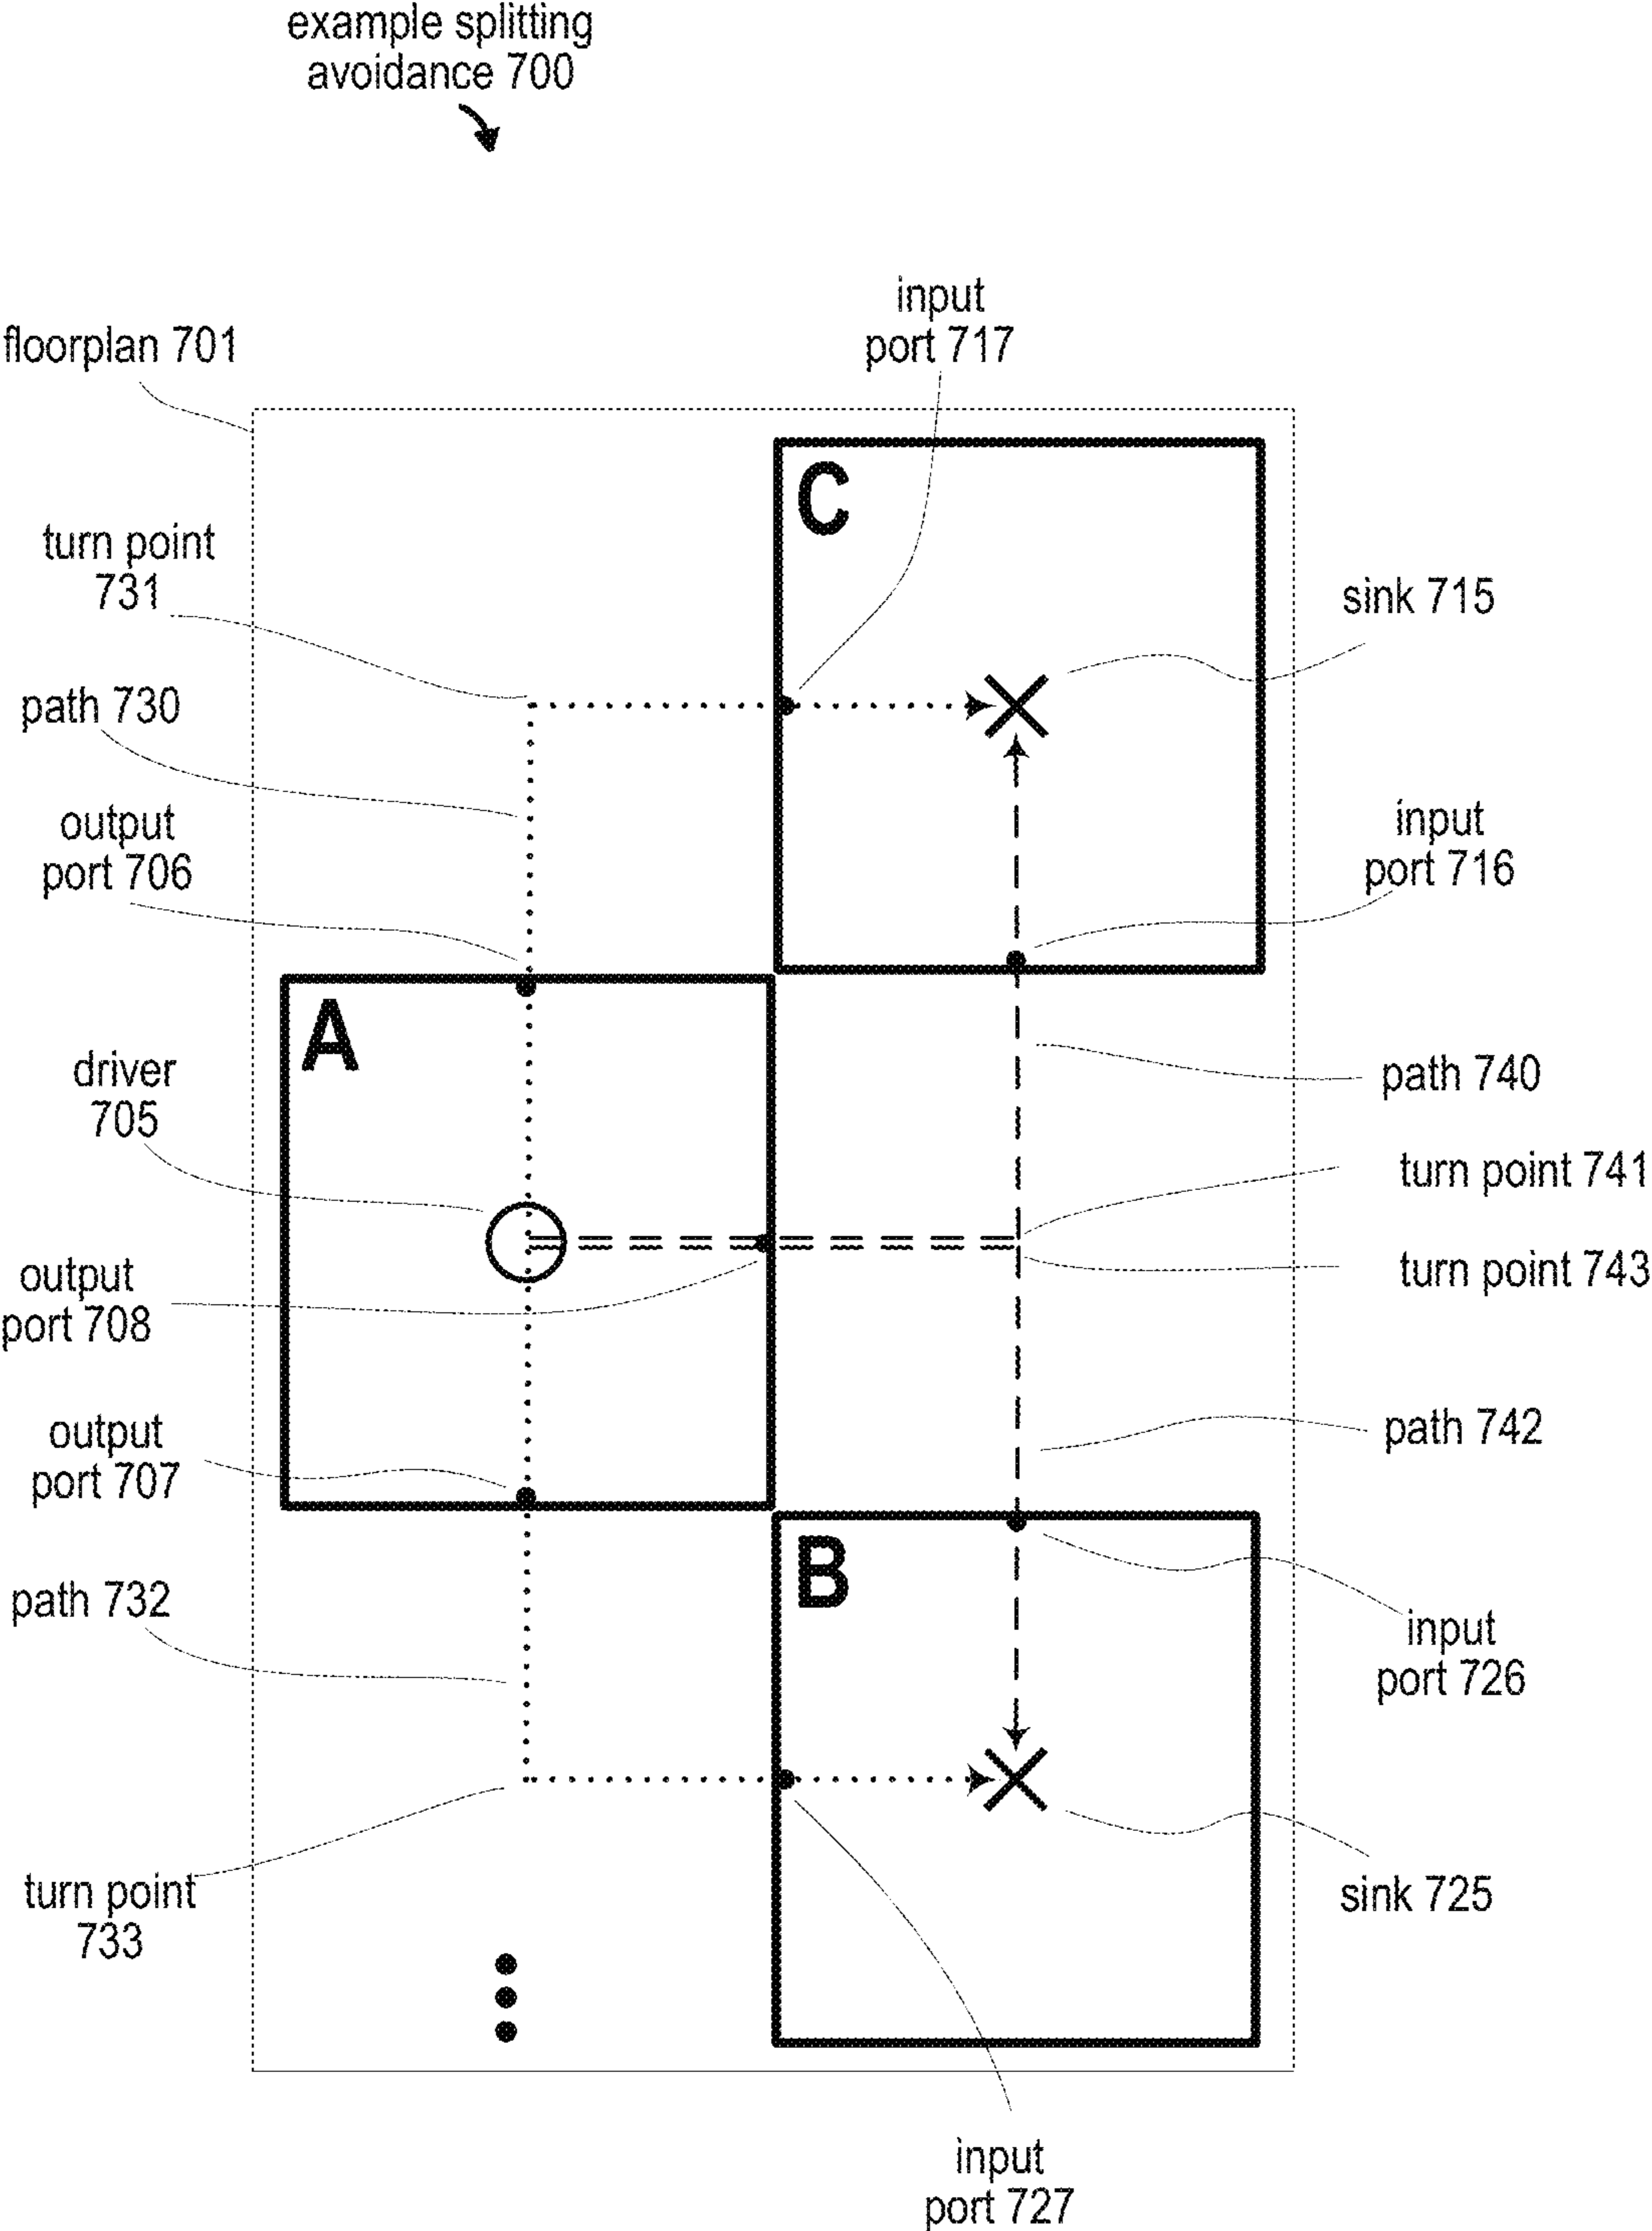 example splitting
avoidance 700
input
port 717
floorplan 701
C
turn point
731
sink 715
path 730
output
port 706
input
port 716
A
driver
705
path 740
turn point 741
output
port 708
turn point 743
output
port 707
path 742
B
path 732
input
port 726
turn point
733
sink 725
input
port 727